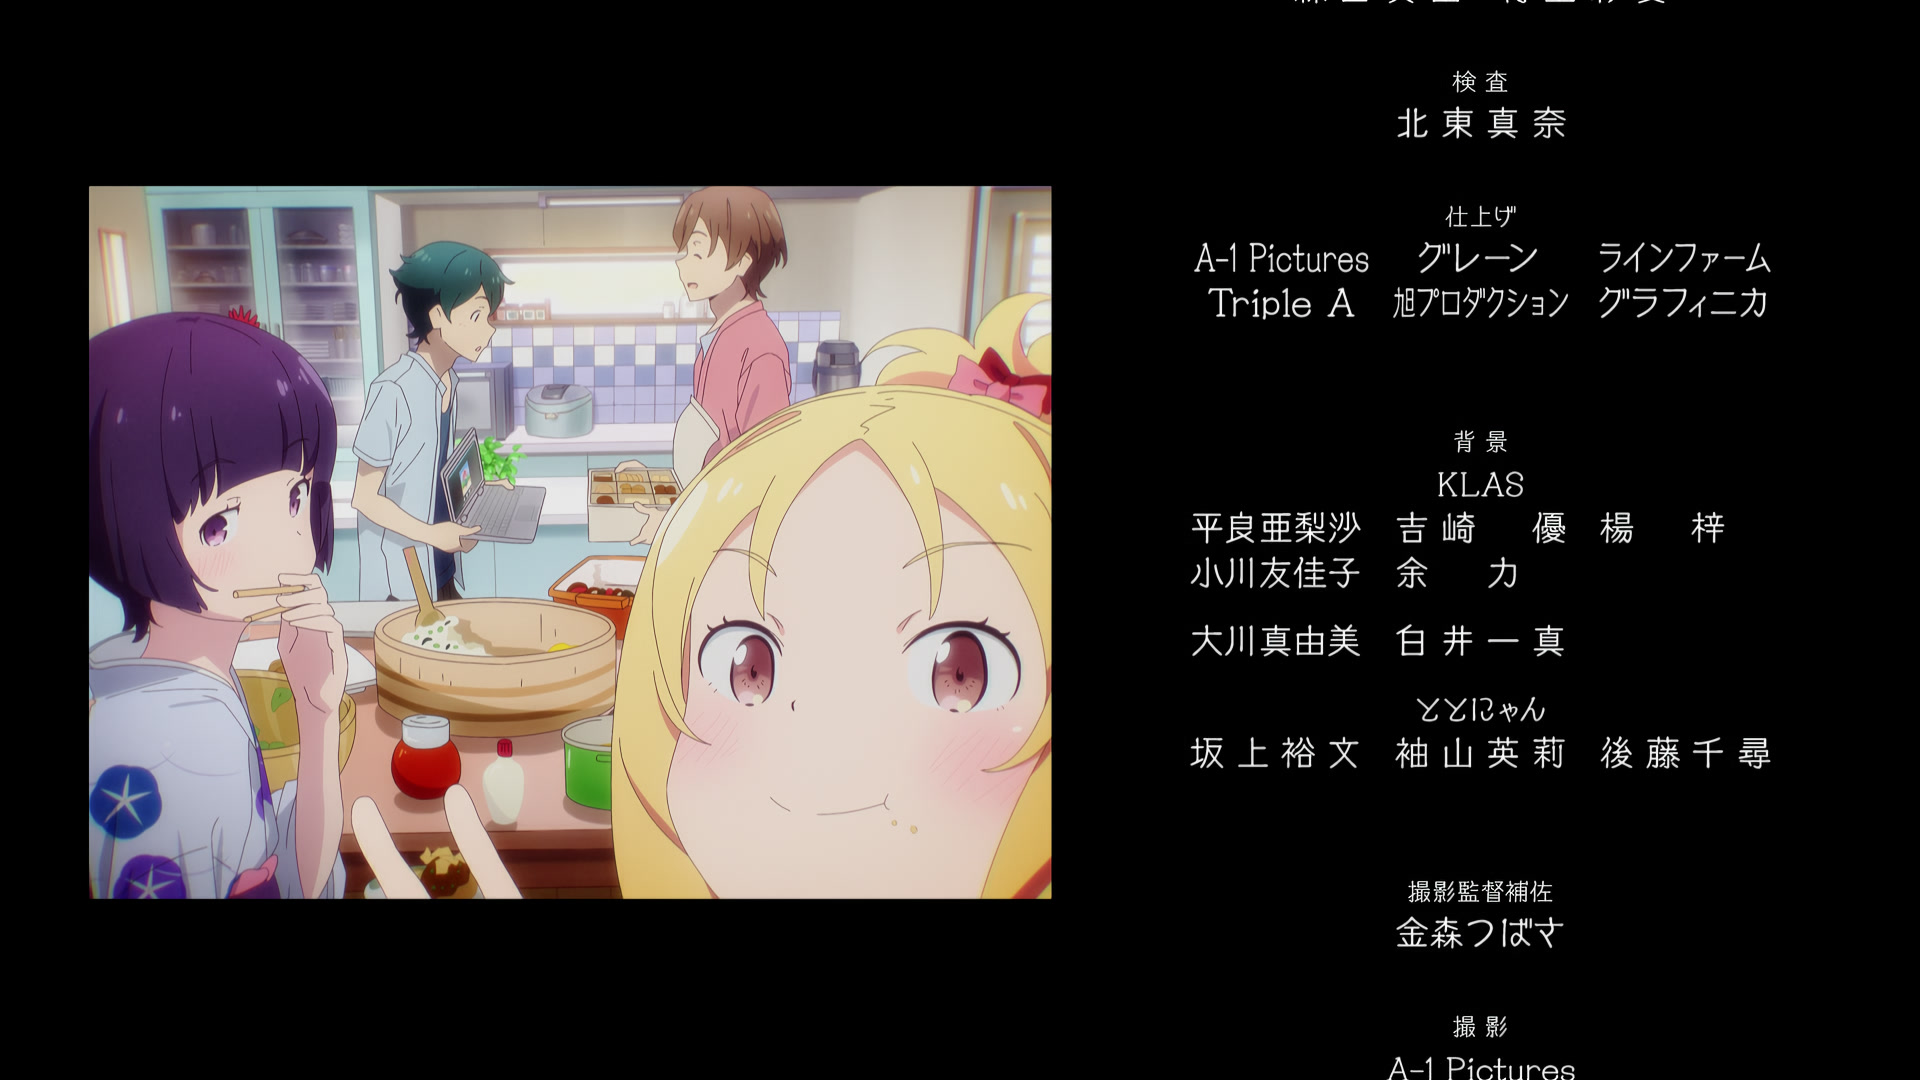 検査
北東真奈
仕上げ
A-1 Pictures グレーン ラインファーム
Triple A 旭プロダクション グラフィニカ
背景
KLAS
平良亜梨沙 吉崎 優 楊 梓
小川友佳子 余 力
大川真由美 白井一真
ととにゃん
坂上裕文 袖山英莉 後藤千尋
撮影監督補佐
金森つばさ
撮影
A-1 Pictures